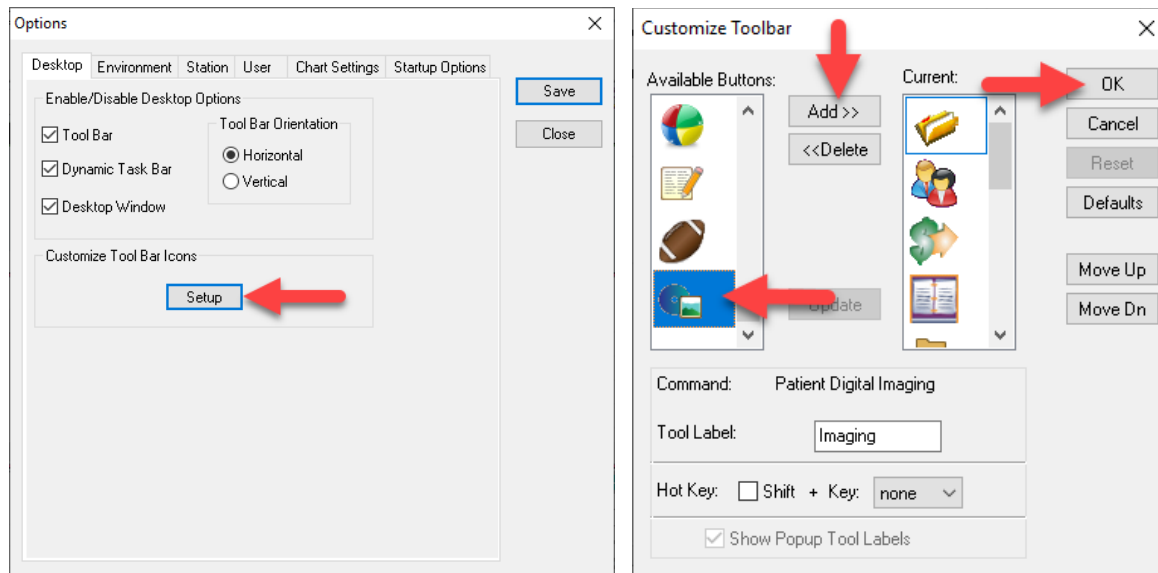 Options
Desktop Environment Station User Chart Settings Startup Options
Enable/Disable Desktop Options
Tool Bar
Dynamic Task Bar
Desktop Window
Tool Bar Orientation
Horizontal
Vertical
Customize Tool Bar Icons
Setup
Save
Close
Customize Toolbar
Available Buttons:
Add >>
<<Delete
Update
Current:
OK
Cancel
Reset
Defaults
Move Up
Move Dn
Command: Patient Digital Imaging
Tool Label: Imaging
Hot Key: Shift + Key: none
Show Popup Tool Labels